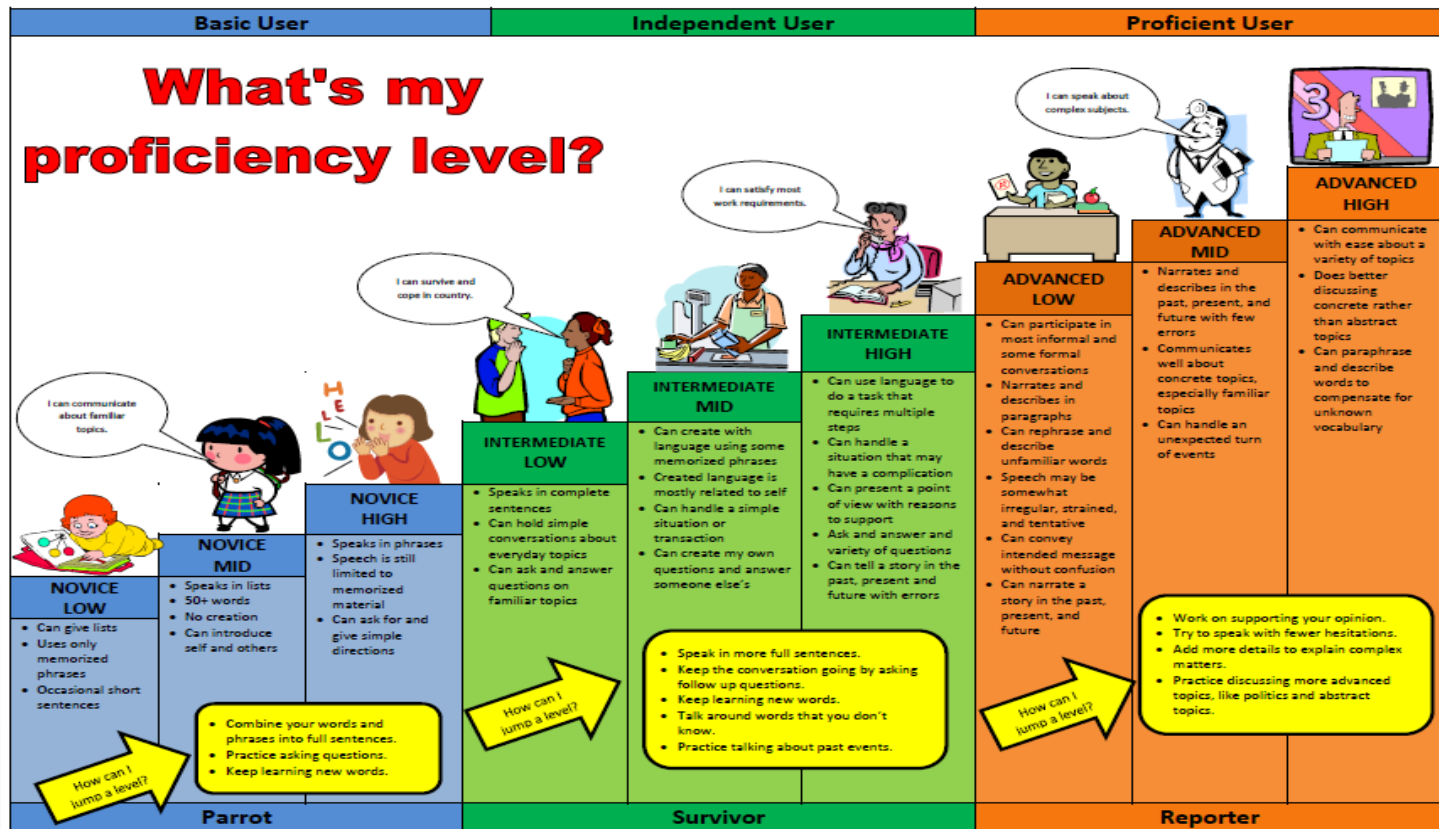 Basic User
Independent User
Proficient User
What's my
proficiency level?
I can communicate
about familiar
topics.
I can survive and
cope in country.
I can satisfy most
work requirements.
I can speak about
complex subjects.
HELLO
3
NOVICE
LOW
• Can give lists
• Uses only
memorized
phrases
• Occasional short
sentences
NOVICE
MID
• Speaks in lists
• 50+ words
• No creation
• Can introduce
self and others
NOVICE
HIGH
• Speaks in phrases
• Speech is still
limited to
memorized
material
• Can ask for and
give simple
directions
How can I
jump a level?
• Combine your words and
phrases into full sentences.
• Practice asking questions.
• Keep learning new words.
INTERMEDIATE
LOW
• Speaks in complete
sentences
• Can hold simple
conversations about
everyday topics
• Can ask and answer
questions on
familiar topics
INTERMEDIATE
MID
• Can create with
language using some
memorized phrases
• Created language is
mostly related to self
• Can handle a simple
situation or
transaction
• Can create my own
questions and answer
someone else's
INTERMEDIATE
HIGH
• Can use language to
do a task that
requires multiple
steps
• Can handle a
situation that may
have a complication
• Can present a point
of view with reasons
to support
• Ask and answer and
variety of questions
• Can tell a story in the
past, present and
future with errors
How can I
jump a level?
• Speak in more full sentences.
• Keep the conversation going by asking
follow up questions.
• Keep learning new words.
• Talk around words that you don't
know.
• Practice talking about past events.
ADVANCED
LOW
• Can participate in
most informal and
some formal
conversations
• Narrates and
describes in
paragraphs
• Can rephrase and
describe
unfamiliar words
• Speech may be
somewhat
irregular, strained,
and tentative
• Can convey
intended message
without confusion
• Can narrate a
story in the past,
present, and
future
ADVANCED
MID
• Narrates and
describes in the
past, present, and
future with few
errors
• Communicates
well about
concrete topics,
especially familiar
topics
• Can handle an
unexpected turn
of events
ADVANCED
HIGH
• Can communicate
with ease about a
variety of topics
• Does better
discussing
concrete rather
than abstract
topics
• Can paraphrase
and describe
words to
compensate for
unknown
vocabulary
How can I
jump a level?
• Work on supporting your opinion.
• Try to speak with fewer hesitations.
• Add more details to explain complex
matters.
• Practice discussing more advanced
topics, like politics and abstract
topics.
Parrot
Survivor
Reporter